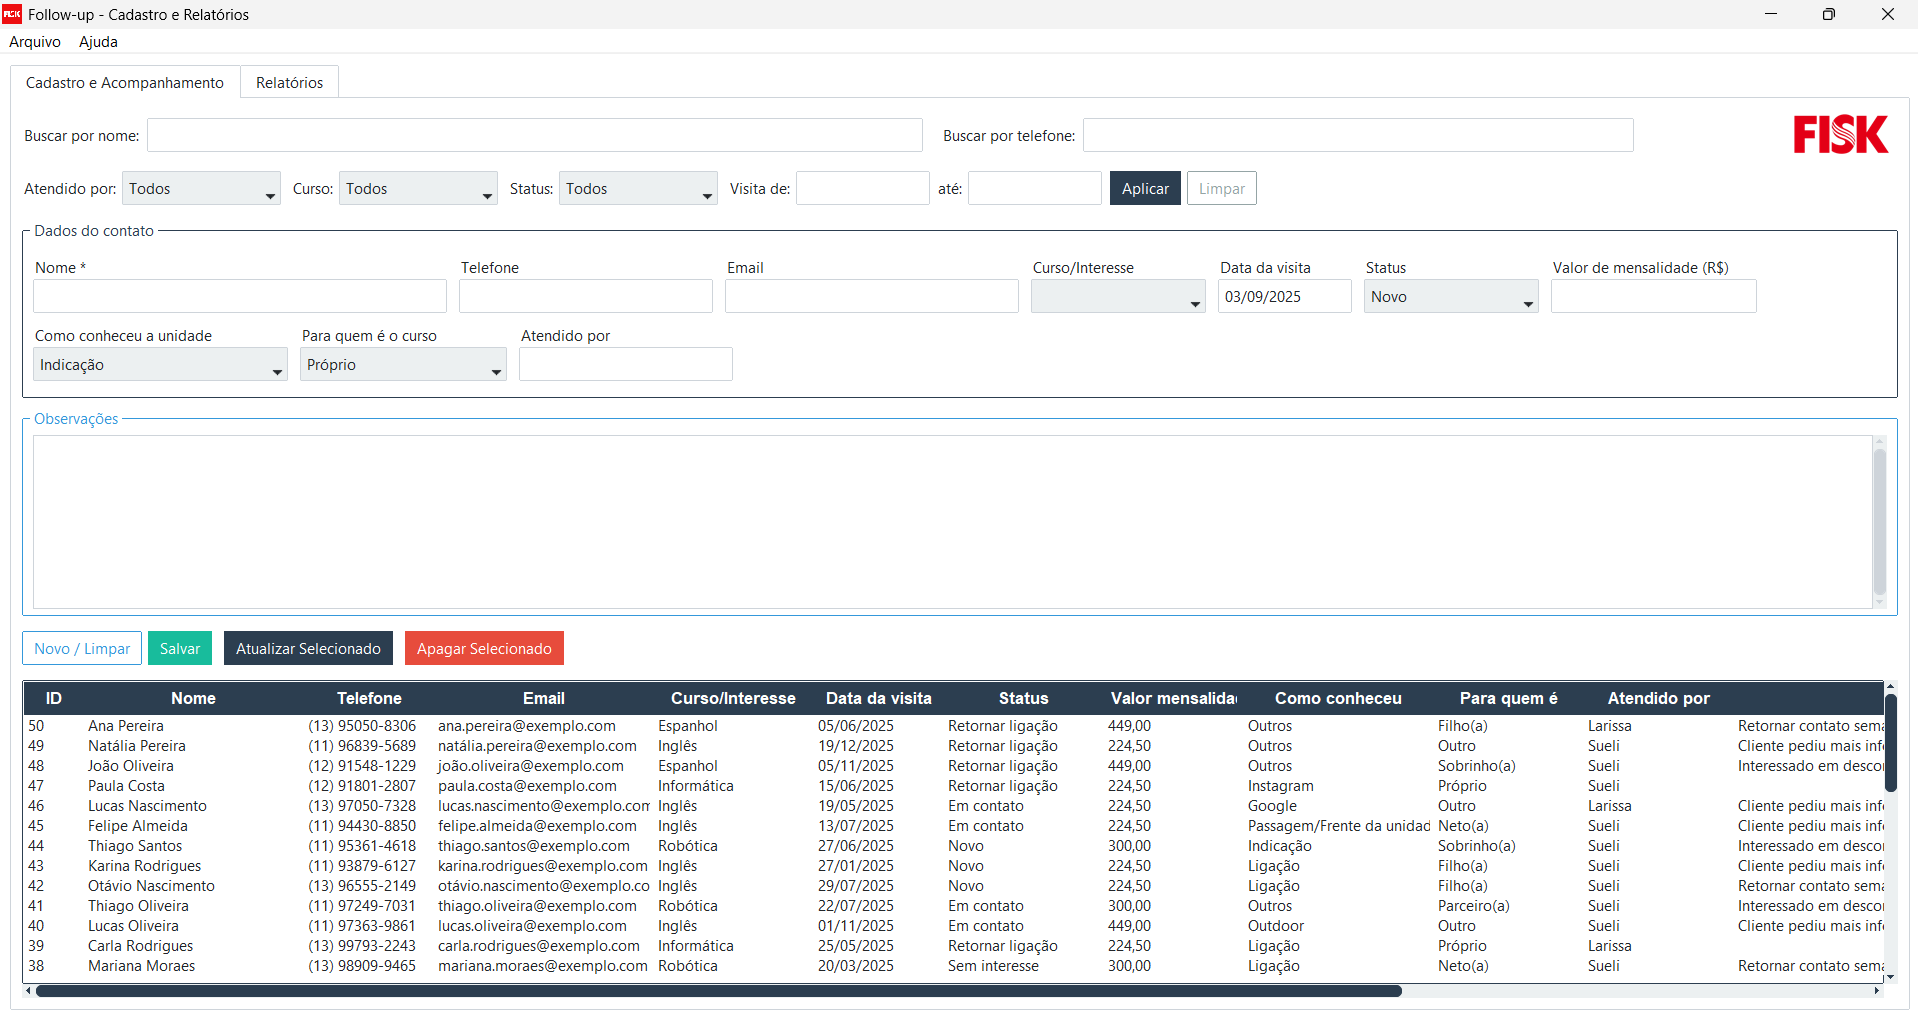 FISK Follow-up - Cadastro e Relatórios
Arquivo Ajuda
Cadastro e Acompanhamento Relatórios
Buscar por nome: Buscar por telefone: FISK
Atendido por: Todos Curso: Todos Status: Todos Visita de: até: Aplicar Limpar
Dados do contato
Nome * Telefone Email Curso/Interesse Data da visita Status Valor de mensalidade (R$)
03/09/2025 Novo
Como conheceu a unidade Para quem é o curso Atendido por
Indicação Próprio
Observações
Novo / Limpar Salvar Atualizar Selecionado Apagar Selecionado
ID Nome Telefone Email Curso/Interesse Data da visita Status Valor mensalida Como conheceu Para quem é Atendido por
50 Ana Pereira (13) 95050-8306 ana.pereira@exemplo.com Espanhol 05/06/2025 Retornar ligação 449,00 Outros Filho(a) Larissa Retornar contato sema
49 Natália Pereira (11) 96839-5689 natália.pereira@exemplo.com Inglês 19/12/2025 Retornar ligação 224,50 Outros Outro Sueli Cliente pediu mais inf
48 João Oliveira (12) 91548-1229 joão.oliveira@exemplo.com Espanhol 05/11/2025 Retornar ligação 449,00 Outros Sobrinho(a) Sueli Interessado em desco
47 Paula Costa (12) 91801-2807 paula.costa@exemplo.com Informática 15/06/2025 Retornar ligação 224,50 Instagram Próprio Sueli
46 Lucas Nascimento (13) 97050-7328 lucas.nascimento@exemplo.com Inglês 19/05/2025 Em contato 224,50 Google Outro Larissa Cliente pediu mais inf
45 Felipe Almeida (11) 94430-8850 felipe.almeida@exemplo.com Inglês 13/07/2025 Em contato 224,50 Passagem/Frente da unidad Neto(a) Sueli Cliente pediu mais inf
44 Thiago Santos (11) 95361-4618 thiago.santos@exemplo.com Robótica 27/06/2025 Novo 300,00 Indicação Sobrinho(a) Sueli Interessado em desco
43 Karina Rodrigues (11) 93879-6127 karina.rodrigues@exemplo.com Inglês 27/01/2025 Novo 224,50 Ligação Filho(a) Sueli Cliente pediu mais inf
42 Otávio Nascimento (13) 96555-2149 otávio.nascimento@exemplo.co Inglês 29/07/2025 Novo 224,50 Ligação Filho(a) Sueli Retornar contato sema
41 Thiago Oliveira (11) 97249-7031 thiago.oliveira@exemplo.com Robótica 22/07/2025 Em contato 300,00 Outros Parceiro(a) Sueli Interessado em desco
40 Lucas Oliveira (11) 97363-9861 lucas.oliveira@exemplo.com Inglês 01/11/2025 Em contato 449,00 Outdoor Outro Sueli Cliente pediu mais inf
39 Carla Rodrigues (13) 99793-2243 carla.rodrigues@exemplo.com Informática 25/05/2025 Retornar ligação 224,50 Ligação Próprio Larissa
38 Mariana Moraes (13) 98909-9465 mariana.moraes@exemplo.com Robótica 20/03/2025 Sem interesse 300,00 Ligação Neto(a) Sueli Retornar contato sema